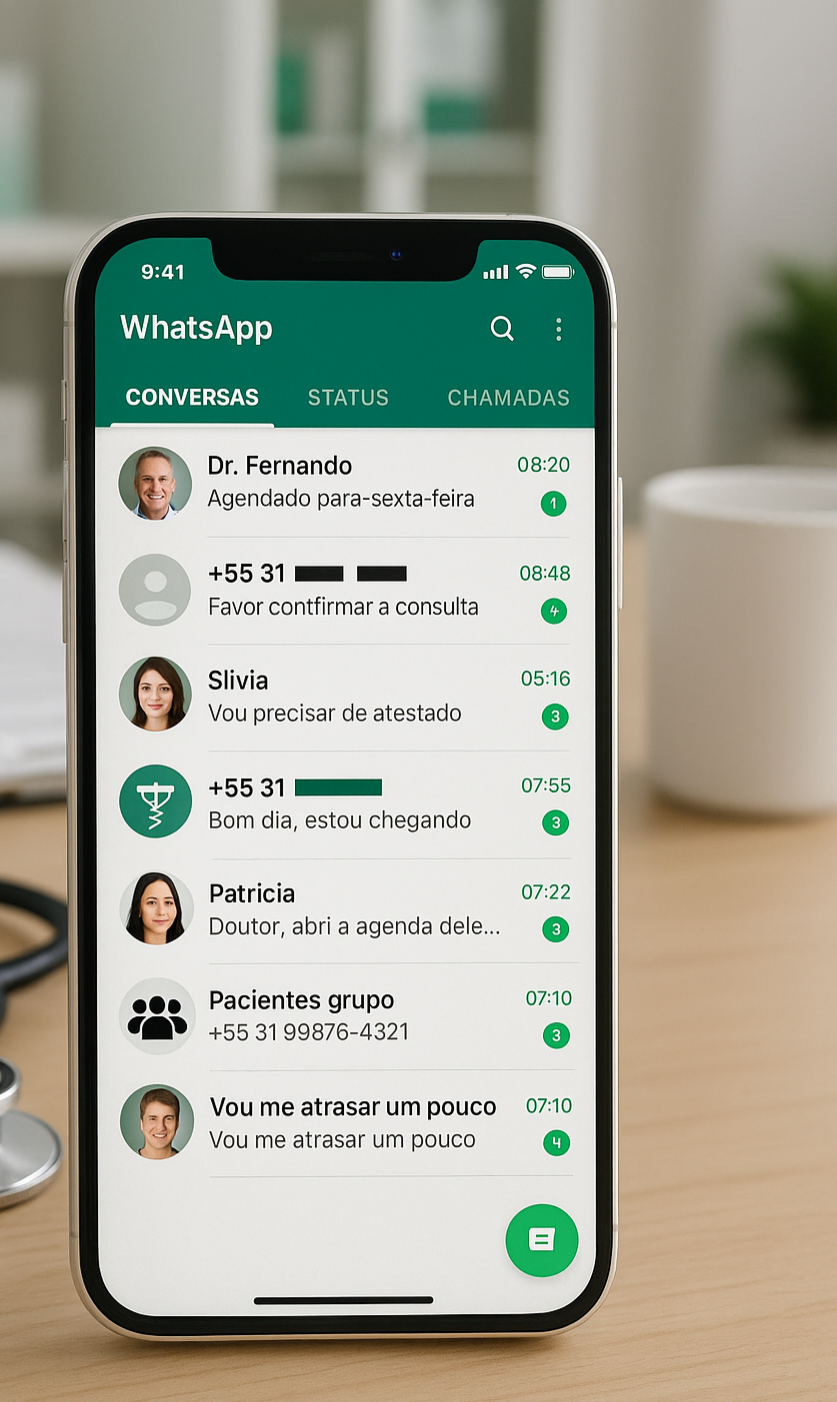 9:41
WhatsApp
CONVERSAS STATUS CHAMADAS
Dr. Fernando 08:20
Agendado para-sexta-feira 1
+55 31 08:48
Favor contfirmar a consulta 4
Slivia 05:16
Vou precisar de atestado 3
+55 31 07:55
Bom dia, estou chegando 3
Patricia 07:22
Doutor, abri a agenda dele... 3
Pacientes grupo 07:10
+55 31 99876-4321 3
Vou me atrasar um pouco 07:10
Vou me atrasar um pouco 4